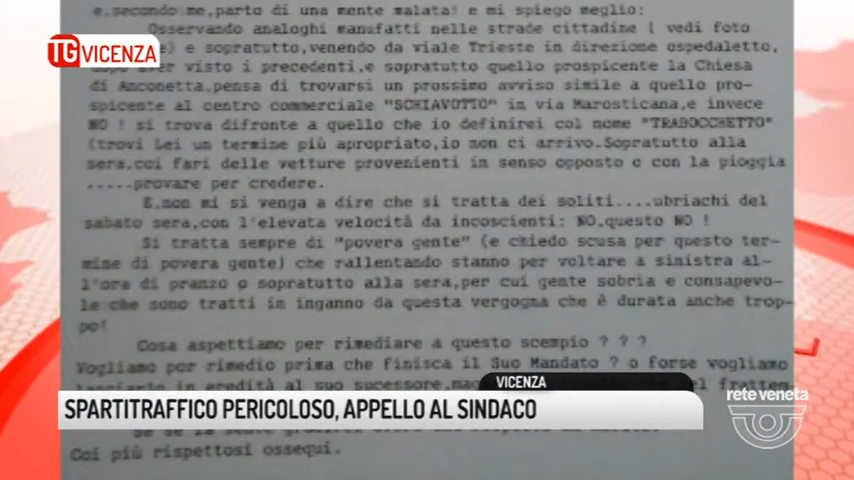 e,secondo me,parto di una mente malata! e mi spiego meglio:
Osservando analoghi manufatti nelle strade cittadine ( vedi foto
e) e sopratutto,venendo da viale Trieste in direzione ospedaletto,
dopo aver visto i precedenti,e sopratutto quello prospicente la Chiesa
di Anconetta.pensa di trovarsi un prossimo avviso simile a quello pro-
spicente al centro commerciale "SCHIAVOTTO" in via Marosticana,e invece
NO ! si trova difronte a quello che io definirei col nome "TRABOCCHETTO"
(trovi Lei un termine più apropriato,io non ci arrivo.Sopratutto alla
sera,coi fari delle vetture provenienti in senso opposto o con la pioggia
.....provare per credere.
E,non mi si venga a dire che si tratta dei soliti....ubriachi del
sabato sera,con l'elevata velocità da incoscienti: NO,questo NO !
Si tratta sempre di "povera gente" (e chiedo scusa per questo ter-
mine di povera gente) che rallentando stanno per voltare a sinistra al-
l'ora di pranzo o sopratutto alla sera,per cui gente sobria e consapevo-
le che sono tratti in inganno da questa vergogna che è durata anche trop-
po!
Cosa aspettiamo per rimediare a questo scempio ? ? ?
Vogliamo por rimedio prima che finisca il Suo Mandato ? o forse vogliamo
lasciarlo in eredità al suo sucessore,
Coi più rispettosi ossequi.
TG VICENZA
VICENZA
SPARTITRAFFICO PERICOLOSO, APPELLO AL SINDACO
rete veneta